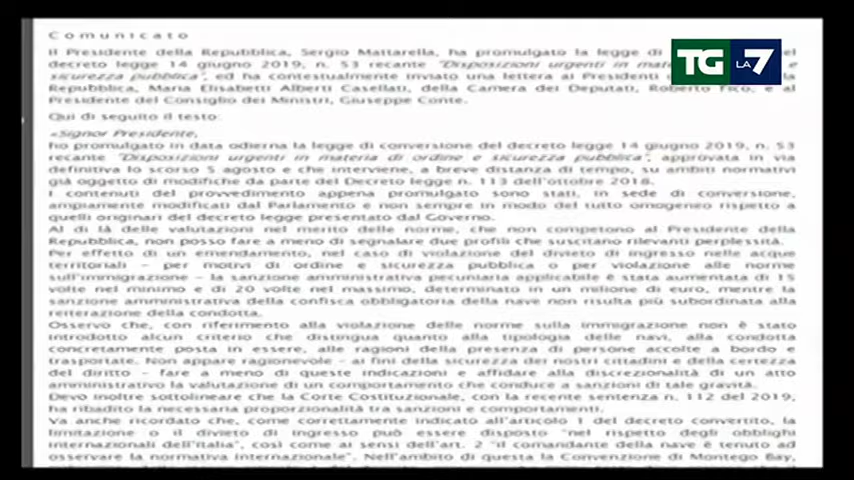 Comunicato
Il Presidente della Repubblica, Sergio Mattarella, ha promulgato la legge di
decreto legge 14 giugno 2019, n. 53 recante "Disposizioni urgenti in e
sicurezza pubblica", ed ha contestualmente inviato una lettera ai Presidenti
Repubblica, Maria Elisabetti Alberti Casellati, della Camera dei Deputati, Roberto Fico, e al
Presidente del Consiglio dei Ministri, Giuseppe Conte.
TG LA7
Qui di seguito il testo:
«Signor Presidente,
ho promulgato in data odierna la legge di conversione del decreto legge 14 giugno 2019, n. 53
recante "Disposizioni urgenti in materia di ordine e sicurezza pubblica", approvata in via
definitiva lo scorso 5 agosto e che interviene, a breve distanza di tempo, su ambiti normativi
già oggetto di modifiche da parte del Decreto legge n. 113 dell'ottobre 2018.
I contenuti del provvedimento appena promulgato sono stati, in sede di conversione,
ampiamente modificati dal Parlamento e non sempre in modo del tutto omogeneo rispetto a
quelli originari del decreto legge presentato dal Governo.
Al di là delle valutazioni nel merito delle norme, che non competono al Presidente della
Repubblica, non posso fare a meno di segnalare due profili che suscitano rilevanti perplessità.
Per effetto di un emendamento, nel caso di violazione del divieto di ingresso nelle acque
territoriali – per motivi di ordine e sicurezza pubblica o per violazione alle norme
sull'immigrazione – la sanzione amministrativa pecuniaria applicabile è stata aumentata di 15
volte nel minimo e di 20 volte nel massimo, determinato in un milione di euro, mentre la
sanzione amministrativa della confisca obbligatoria della nave non risulta più subordinata alla
reiterazione della condotta.
Osservo che, con riferimento alla violazione delle norme sulla immigrazione non è stato
introdotto alcun criterio che distingua quanto alla tipologia delle navi, alla condotta
concretamente posta in essere, alle ragioni della presenza di persone accolte a bordo e
trasportate. Non appare ragionevole – ai fini della sicurezza dei nostri cittadini e della certezza
del diritto – fare a meno di queste indicazioni e affidare alla discrezionalità di un atto
amministrativo la valutazione di un comportamento che conduce a sanzioni di tale gravità.
Devo inoltre sottolineare che la Corte Costituzionale, con la recente sentenza n. 112 del 2019,
ha ribadito la necessaria proporzionalità tra sanzioni e comportamenti.
Va anche ricordato che, come correttamente indicato all'articolo 1 del decreto convertito, la
limitazione o il divieto di ingresso può essere disposto "nel rispetto degli obblighi
internazionali dell'Italia", così come ai sensi dell'art. 2 "il comandante della nave è tenuto ad
osservare la normativa internazionale". Nell'ambito di questa la Convenzione di Montego Bay,